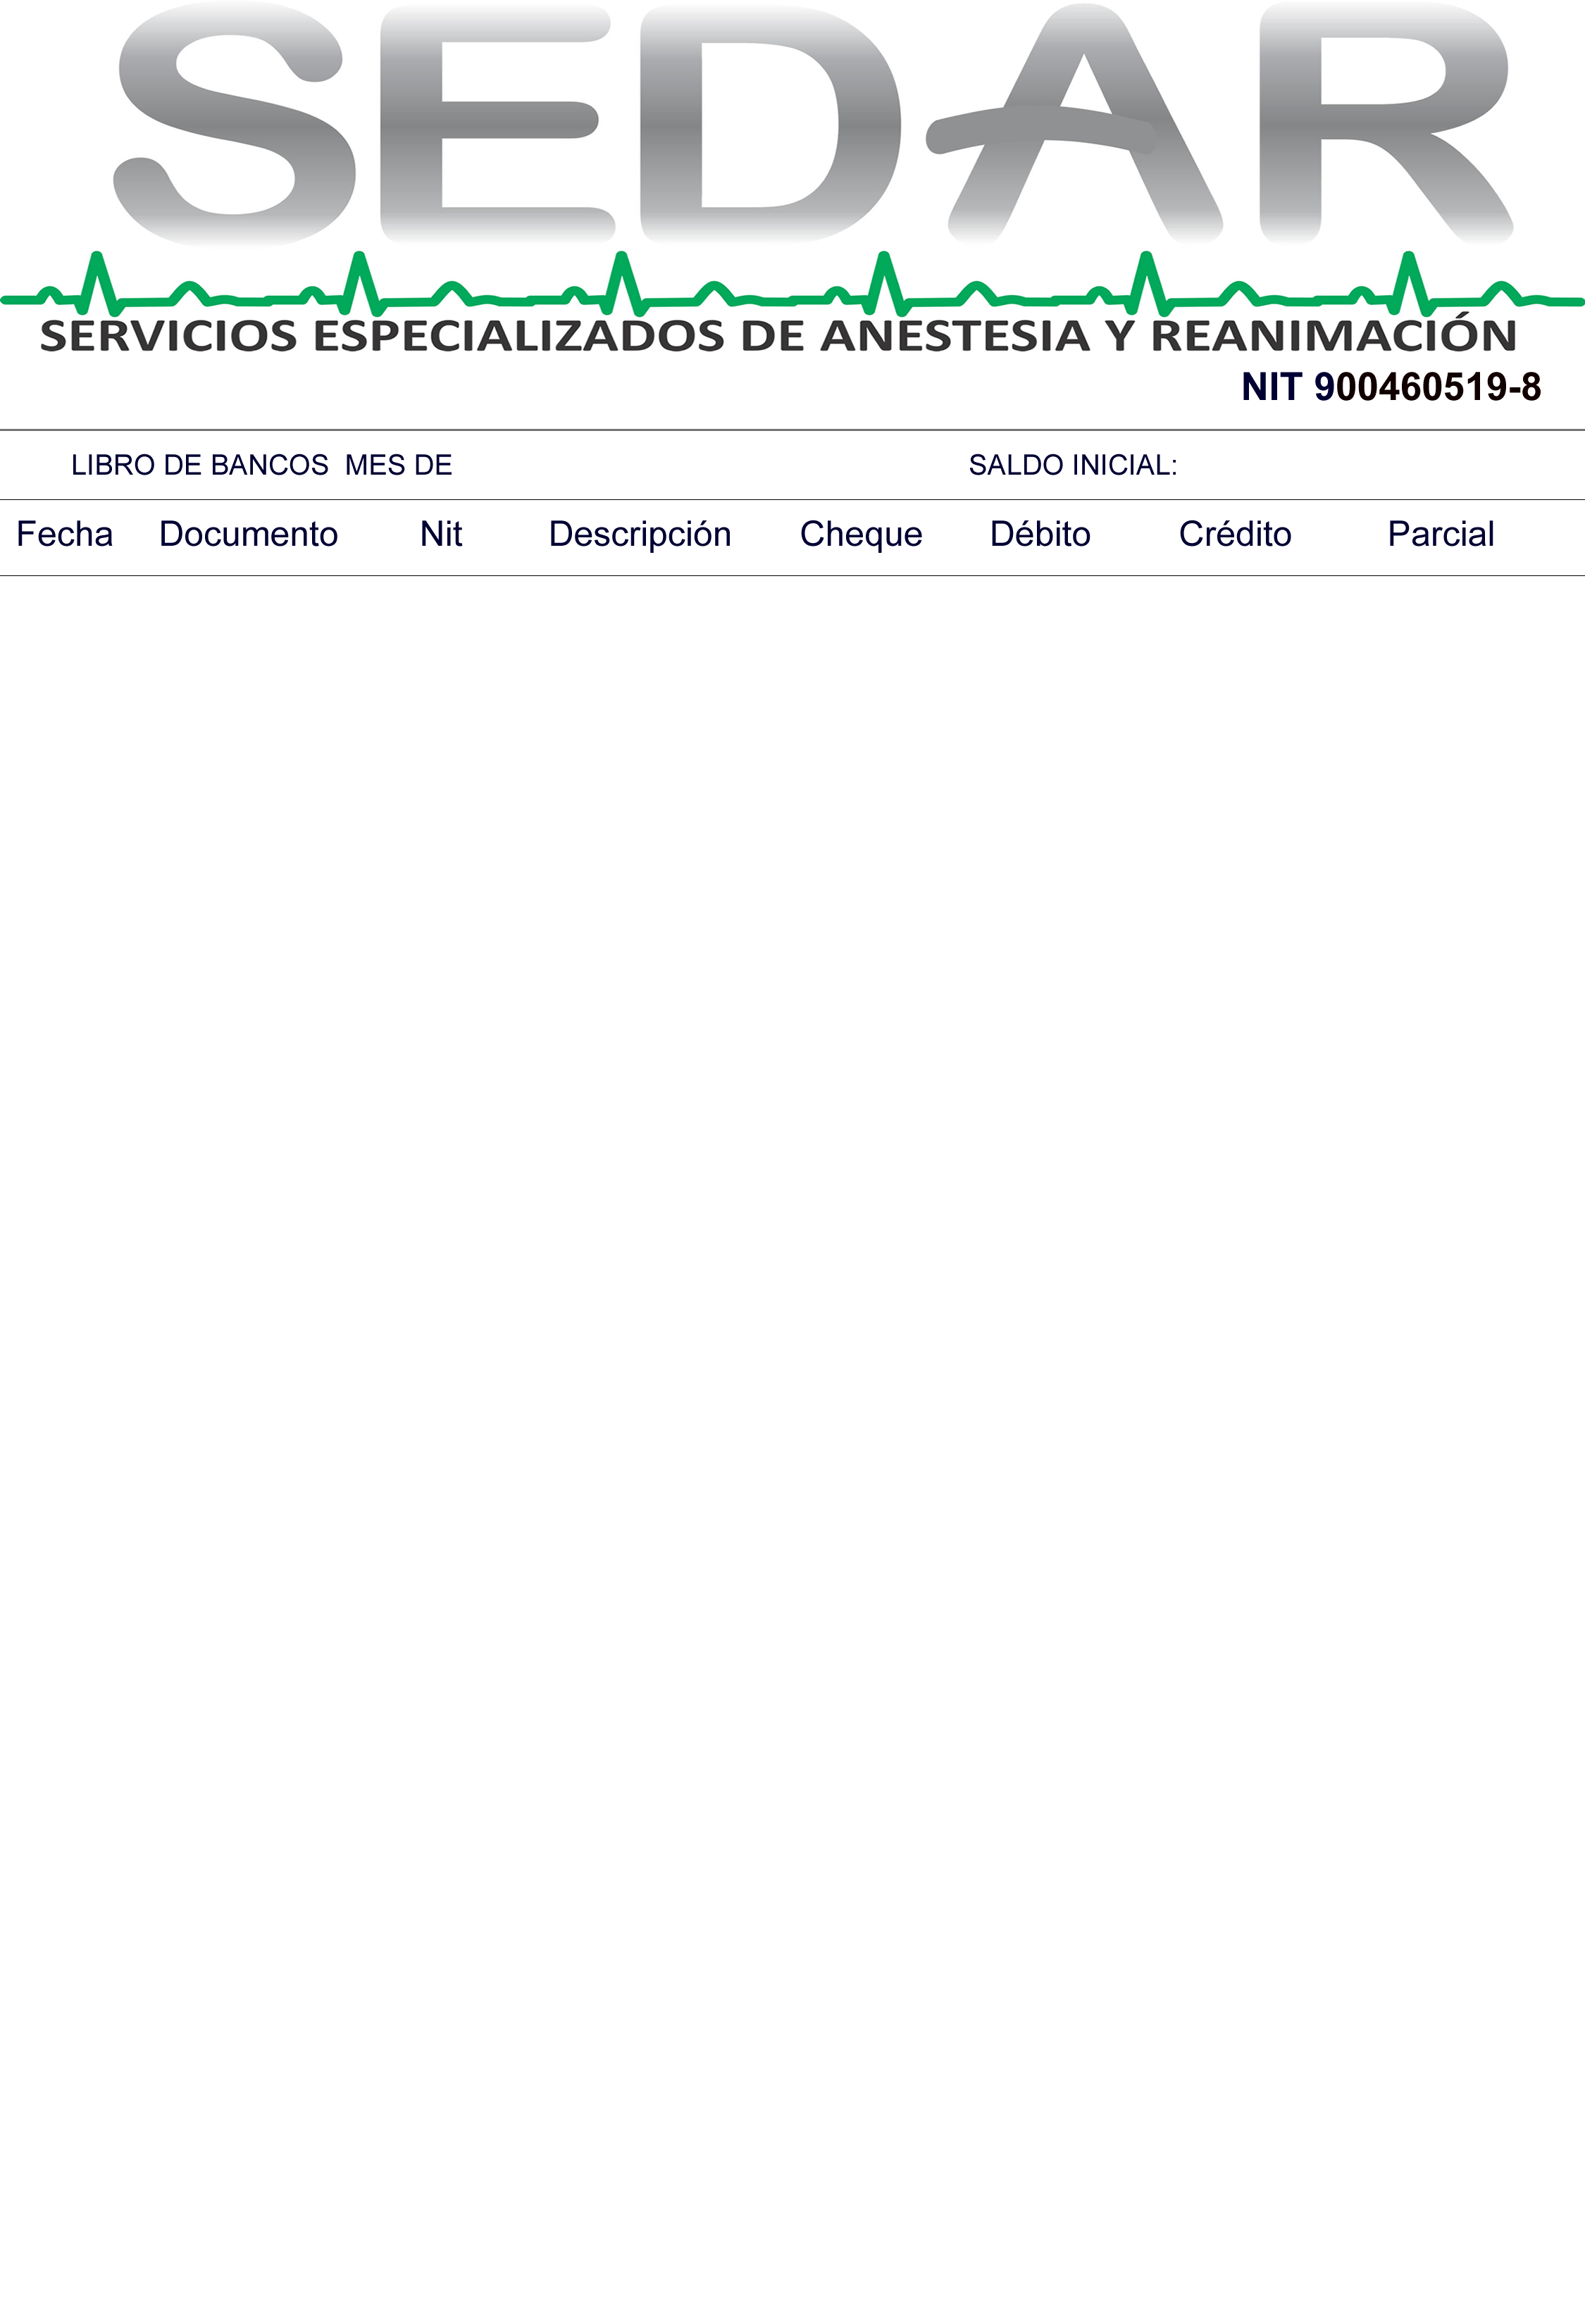 SEDAR
SERVICIOS ESPECIALIZADOS DE ANESTESIA Y REANIMACIÓN
NIT 900460519-8
LIBRO DE BANCOS  MES DE SALDO INICIAL:
Fecha Documento Nit Descripción Cheque Débito Crédito Parcial